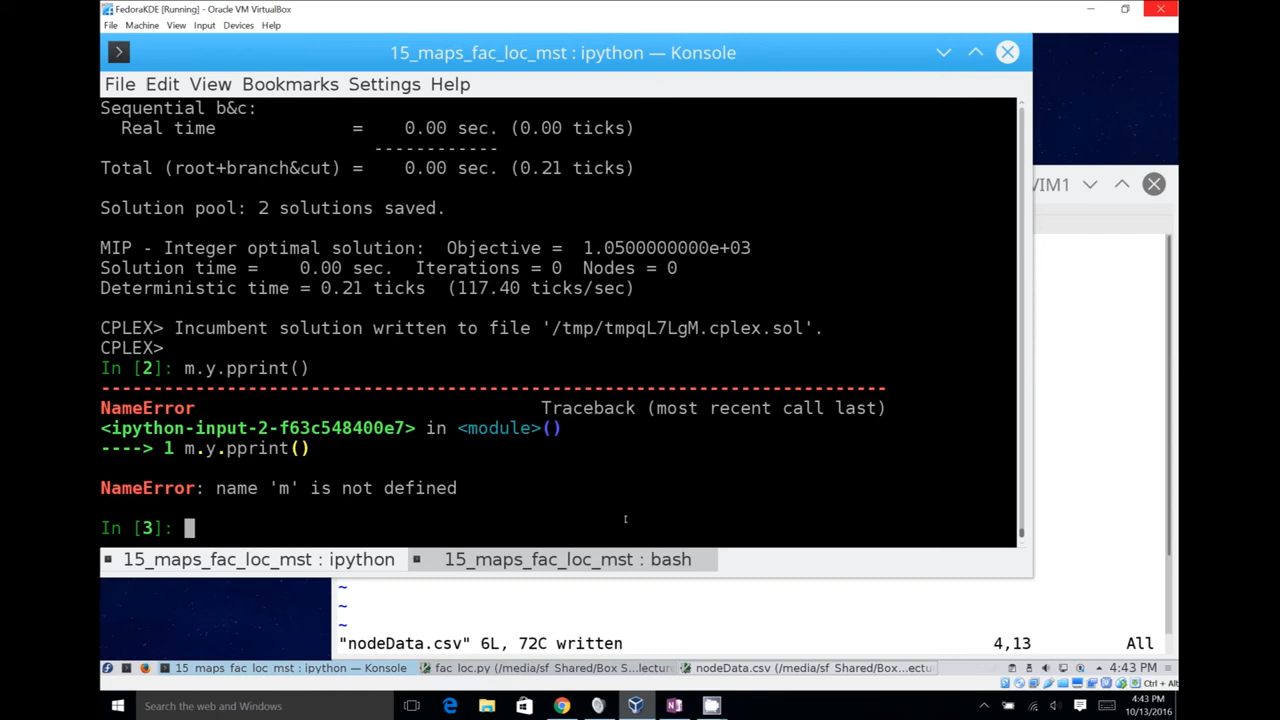 FedoraKDE [Running] - Oracle VM VirtualBox
File Machine View Input Devices Help
15_maps_fac_loc_mst : ipython — Konsole
File Edit View Bookmarks Settings Help
Sequential b&c:
Real time = 0.00 sec. (0.00 ticks)
------------
Total (root+branch&cut) = 0.00 sec. (0.21 ticks)
Solution pool: 2 solutions saved.
MIP - Integer optimal solution: Objective = 1.0500000000e+03
Solution time = 0.00 sec. Iterations = 0 Nodes = 0
Deterministic time = 0.21 ticks (117.40 ticks/sec)
CPLEX> Incumbent solution written to file '/tmp/tmpqL7LgM.cplex.sol'.
CPLEX>
In [2]: m.y.pprint()
---------------------------------------------------------------------------
NameError Traceback (most recent call last)
<ipython-input-2-f63c548400e7> in <module>()
----> 1 m.y.pprint()
NameError: name 'm' is not defined
In [3]:
15_maps_fac_loc_mst : ipython 15_maps_fac_loc_mst : bash
VIM1
~
~
~
"nodeData.csv" 6L, 72C written 4,13 All
15_maps_fac_loc_mst : ipython — Konsole fac_loc.py (/media/sf_Shared/Box S...lecture nodeData.csv (/media/sf_Shared/Box...ectu 4:43 PM
Ctrl + Alt
Search the web and Windows 4:43 PM
10/13/2016